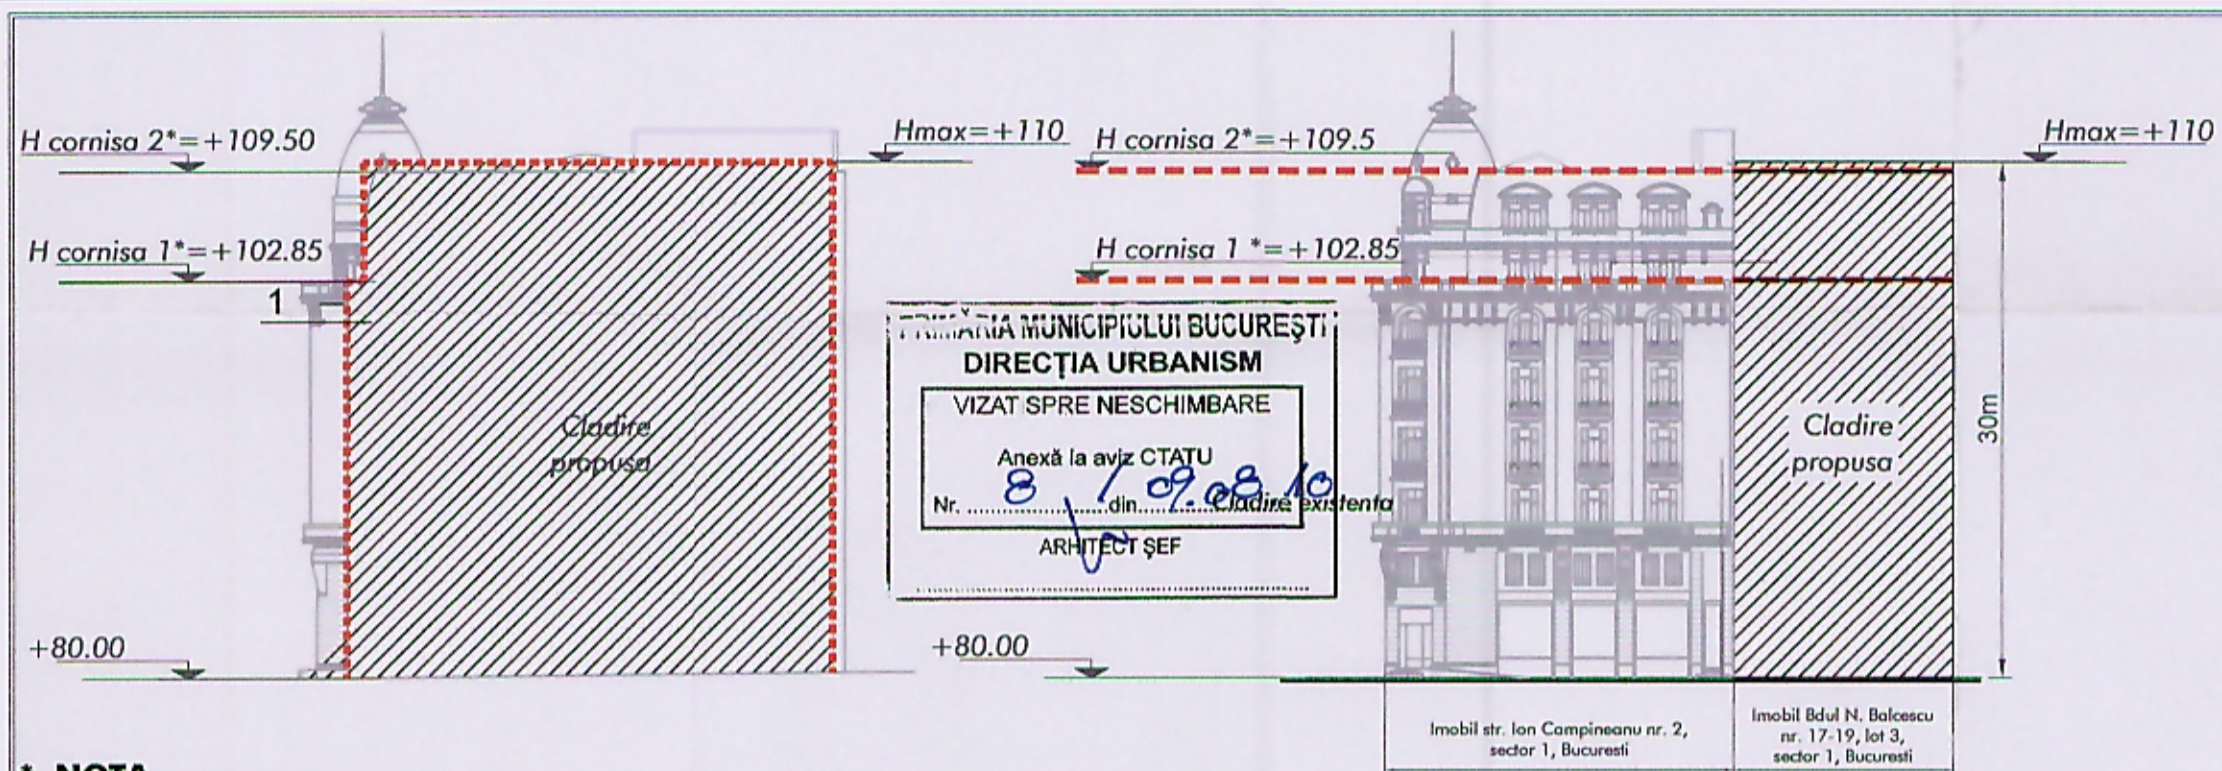 H cornisa 2*=+109.50
Hmax=+110
H cornisa 1*=+102.85
1
Cladire
propusa
+80.00
H cornisa 2*=+109.5
Hmax=+110
H cornisa 1 *=+102.85
PRIMĂRIA MUNICIPIULUI BUCUREŞTI
DIRECŢIA URBANISM
VIZAT SPRE NESCHIMBARE
Anexă la aviz CTATU
Nr. 8 / din 09.08.10
Cladire existenta
ARHITECT ŞEF
Cladire
propusa
30m
+80.00
Imobil str. Ion Campineanu nr. 2,
sector 1, Bucuresti
Imobil Bdul N. Balcescu
nr. 17-19, lot 3,
sector 1, Bucuresti
* NOTA